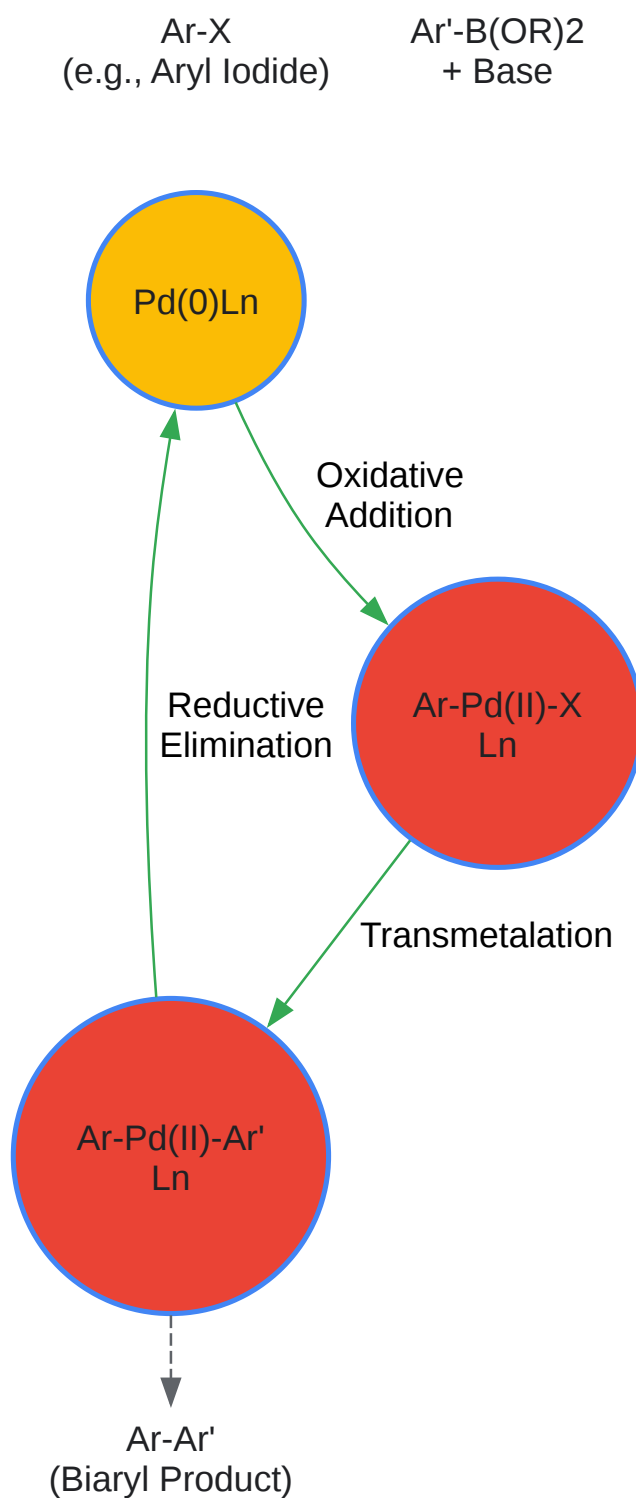 Ar-X
(e.g., Aryl Iodide)
Ar'-B(OR)2
+ Base
Pd(0)Ln
Oxidative
Addition
Ar-Pd(II)-X
Ln
Reductive
Elimination
Transmetalation
Ar-Pd(II)-Ar'
Ln
Ar-Ar'
(Biaryl Product)